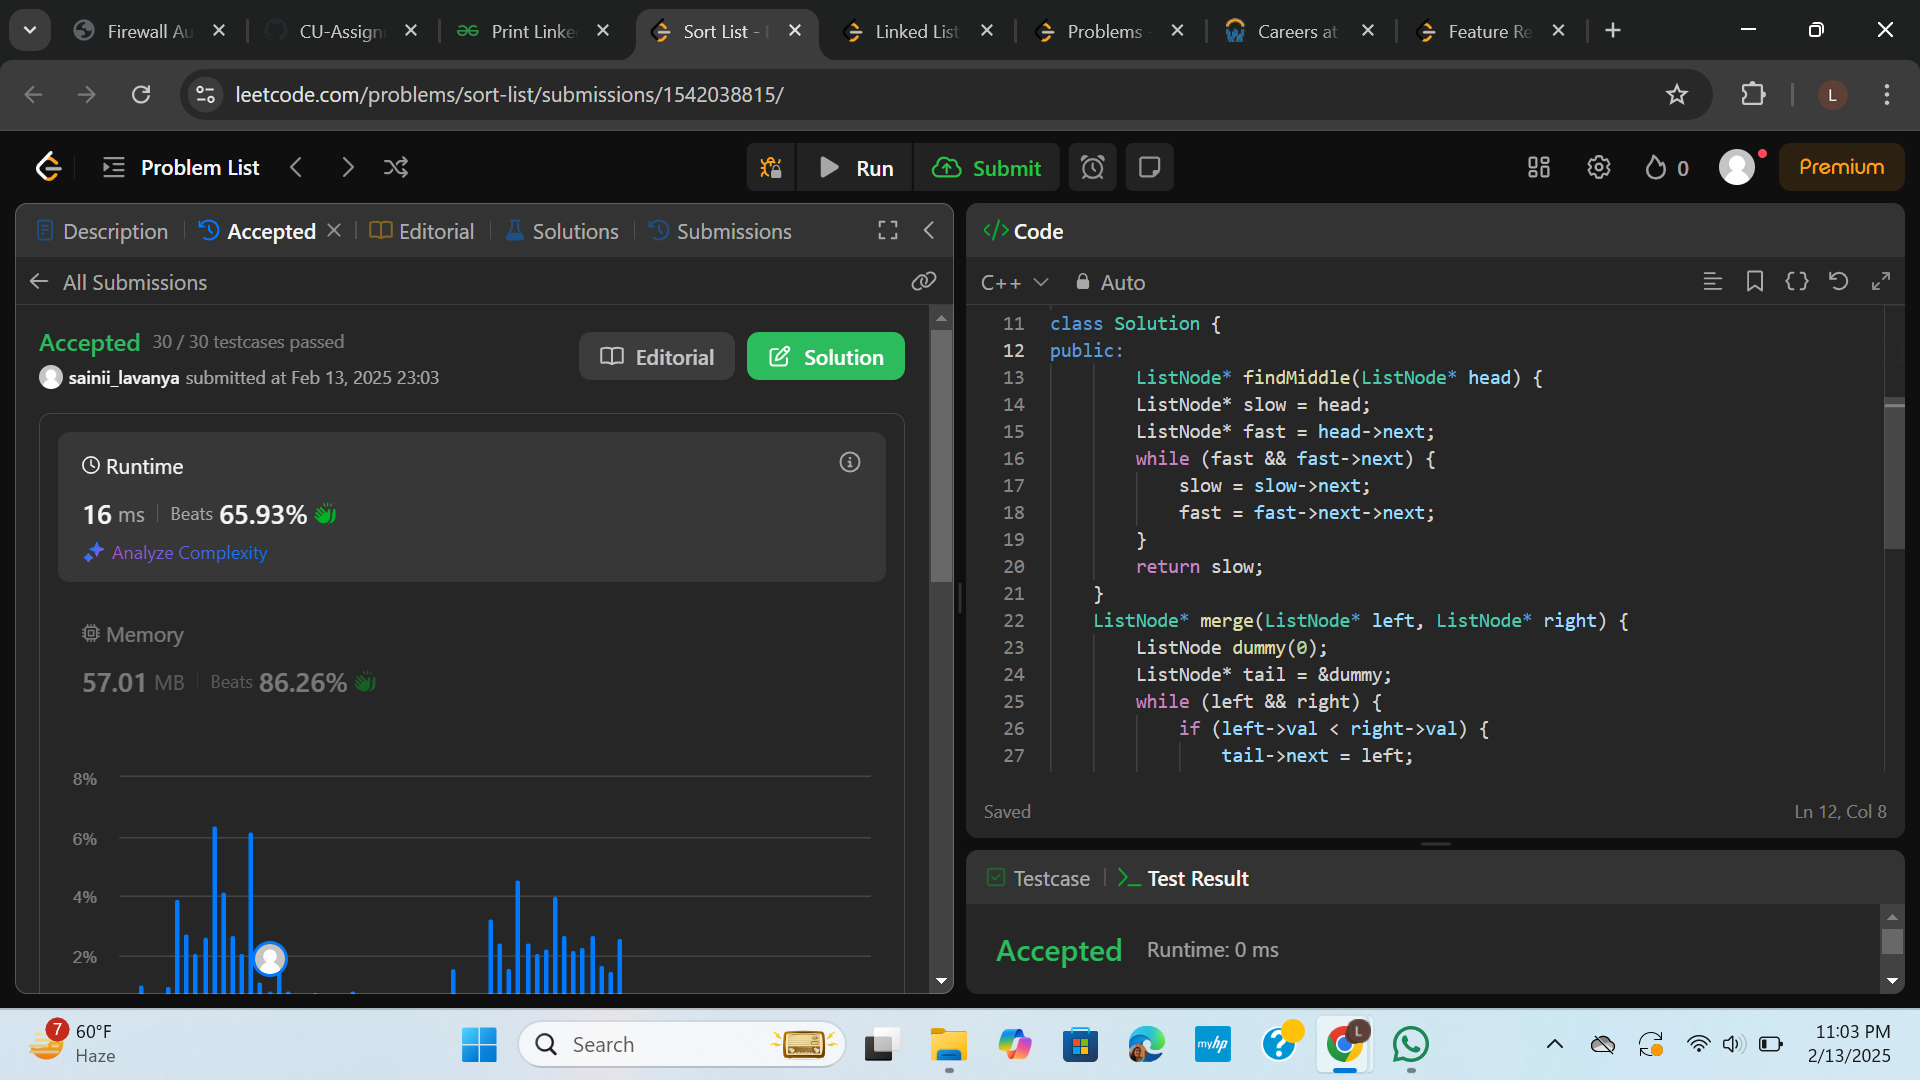 Firewall Au
CU-Assign
Print Linke
Sort List - L
Linked List
Problems -
Careers at
Feature Re
leetcode.com/problems/sort-list/submissions/1542038815/
L
Problem List
Run
Submit
0
Premium
Description
Accepted
Editorial
Solutions
Submissions
All Submissions
Accepted 30 / 30 testcases passed
sainii_lavanya submitted at Feb 13, 2025 23:03
Editorial
Solution
Runtime
16 ms Beats 65.93%
Analyze Complexity
Memory
57.01 MB Beats 86.26%
8%
6%
4%
2%
</> Code
C++ Auto
11 class Solution {
12 public:
13 ListNode* findMiddle(ListNode* head) {
14 ListNode* slow = head;
15 ListNode* fast = head->next;
16 while (fast && fast->next) {
17 slow = slow->next;
18 fast = fast->next->next;
19 }
20 return slow;
21 }
22 ListNode* merge(ListNode* left, ListNode* right) {
23 ListNode dummy(0);
24 ListNode* tail = &dummy;
25 while (left && right) {
26 if (left->val < right->val) {
27 tail->next = left;
Saved
Ln 12, Col 8
Testcase
Test Result
Accepted Runtime: 0 ms
7
60°F
Haze
Search
myhp
L
11:03 PM
2/13/2025